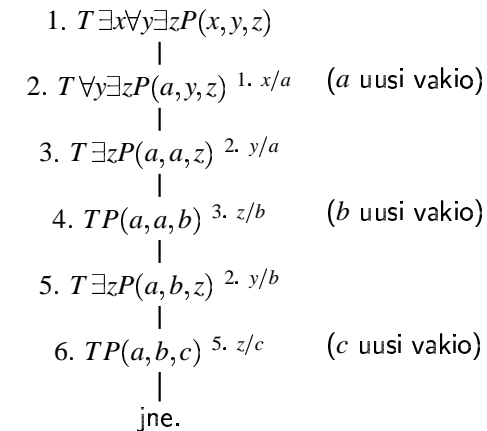 1. T ∃x∀y∃zP(x,y,z)
2. T ∀y∃zP(a,y,z) 1. x/a (a uusi vakio)
3. T ∃zP(a,a,z) 2. y/a
4. TP(a,a,b) 3. z/b (b uusi vakio)
5. T ∃zP(a,b,z) 2. y/b
6. TP(a,b,c) 5. z/c (c uusi vakio)
jne.